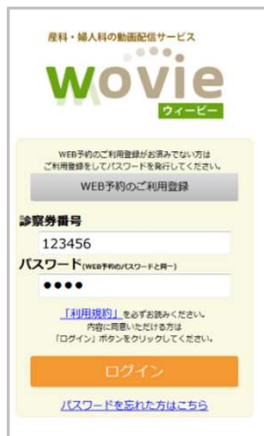 産科・婦人科の動画配信サービス
wovie
ウィービー
WEB予約のご利用登録がお済みでない方は
ご利用登録をしてパスワードを発行してください。
WEB予約のご利用登録
診察券番号
123456
パスワード(WEB予約のパスワードと同一)
●●●●
「利用規約」を必ずお読みください。
内容に同意いただける方は
「ログイン」ボタンをクリックしてください。
ログイン
パスワードを忘れた方はこちら